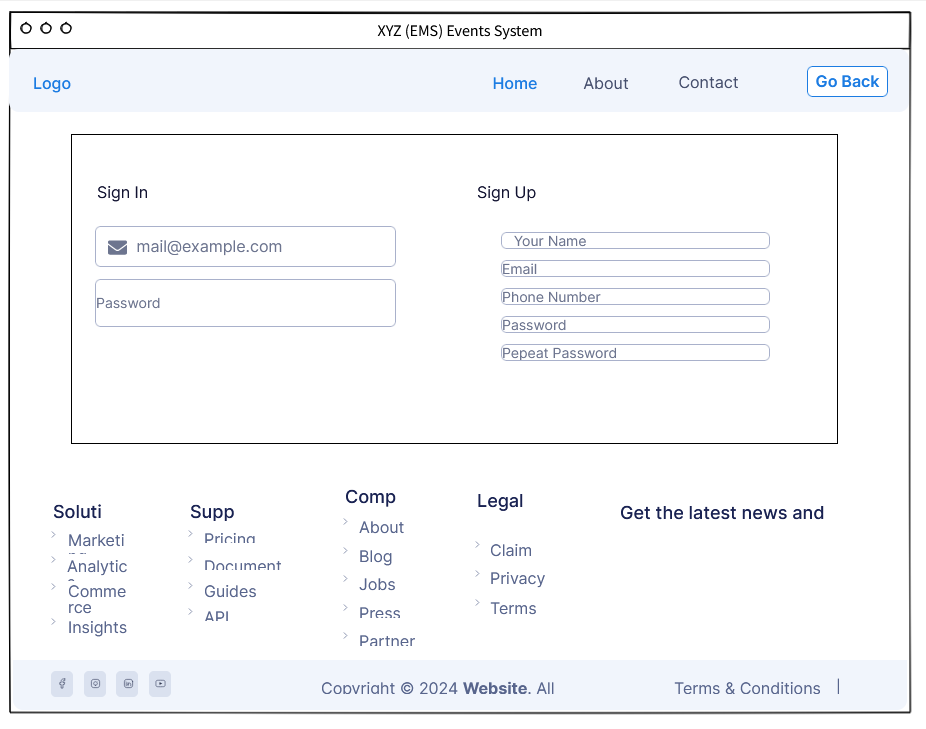 XYZ (EMS) Events System
Logo
Home
About
Contact
Go Back
Sign In
mail@example.com
Password
Sign Up
Your Name
Email
Phone Number
Password
Pepeat Password
Soluti
Marketi
ng
Analytic
s
Comme
rce
Insights
Supp
Pricing
Document
Guides
API
Comp
About
Blog
Jobs
Press
Partner
Legal
Claim
Privacy
Terms
Get the latest news and
Copyright © 2024 Website. All
Terms & Conditions |